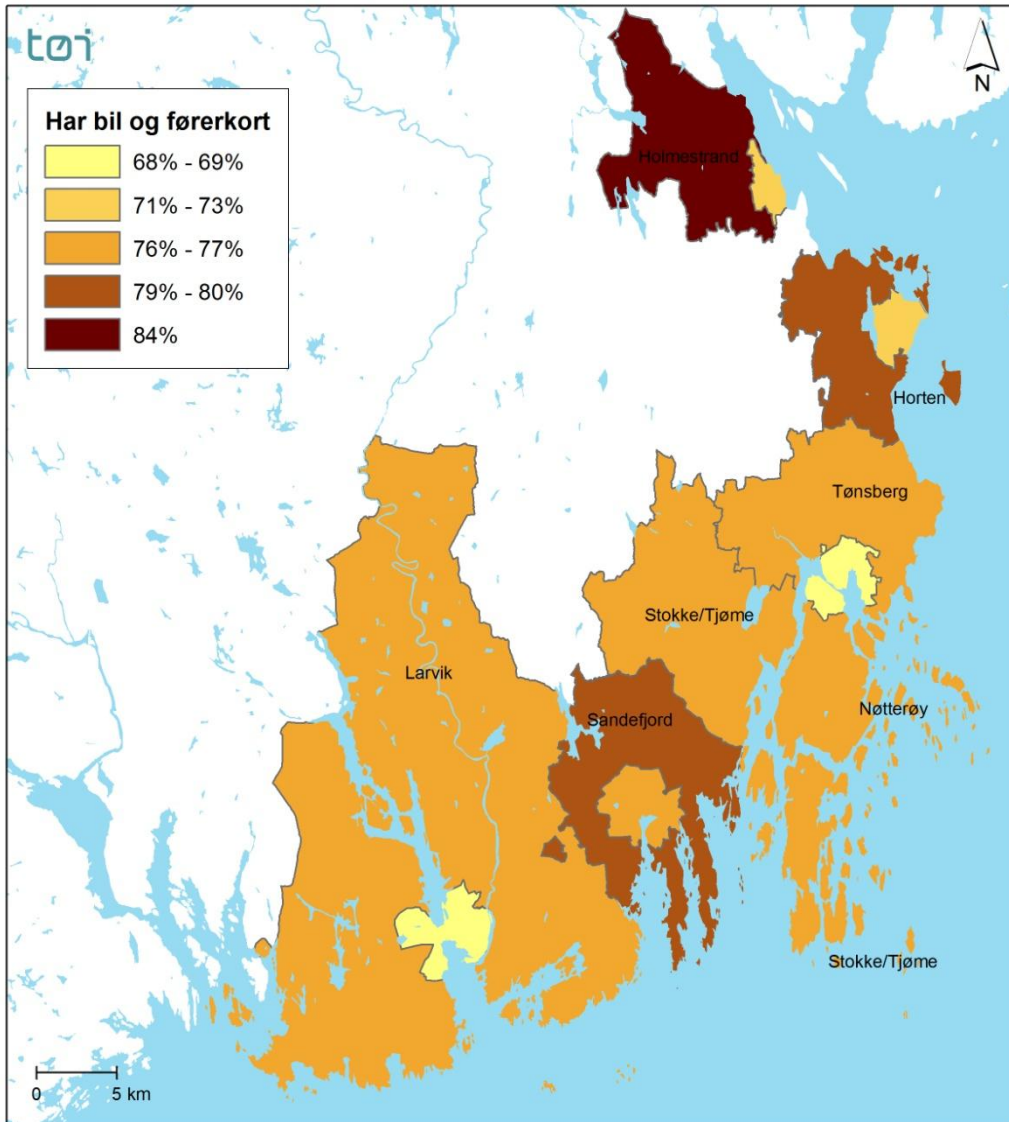 tøi
N
Har bil og førerkort
68% - 69%
71% - 73%
76% - 77%
79% - 80%
84%
Holmestrand
Horten
Tønsberg
Stokke/Tjøme
Larvik
Nøtterøy
Sandefjord
Stokke/Tjøme
0 5 km